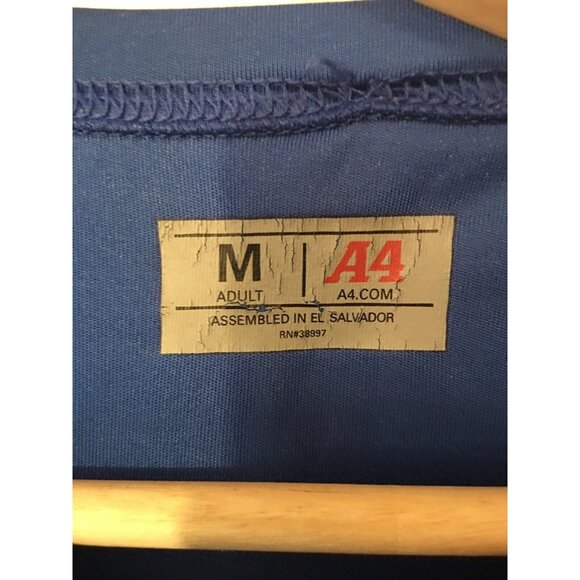 M | A4
ADULT A4.COM
ASSEMBLED IN EL SALVADOR
RN#38997